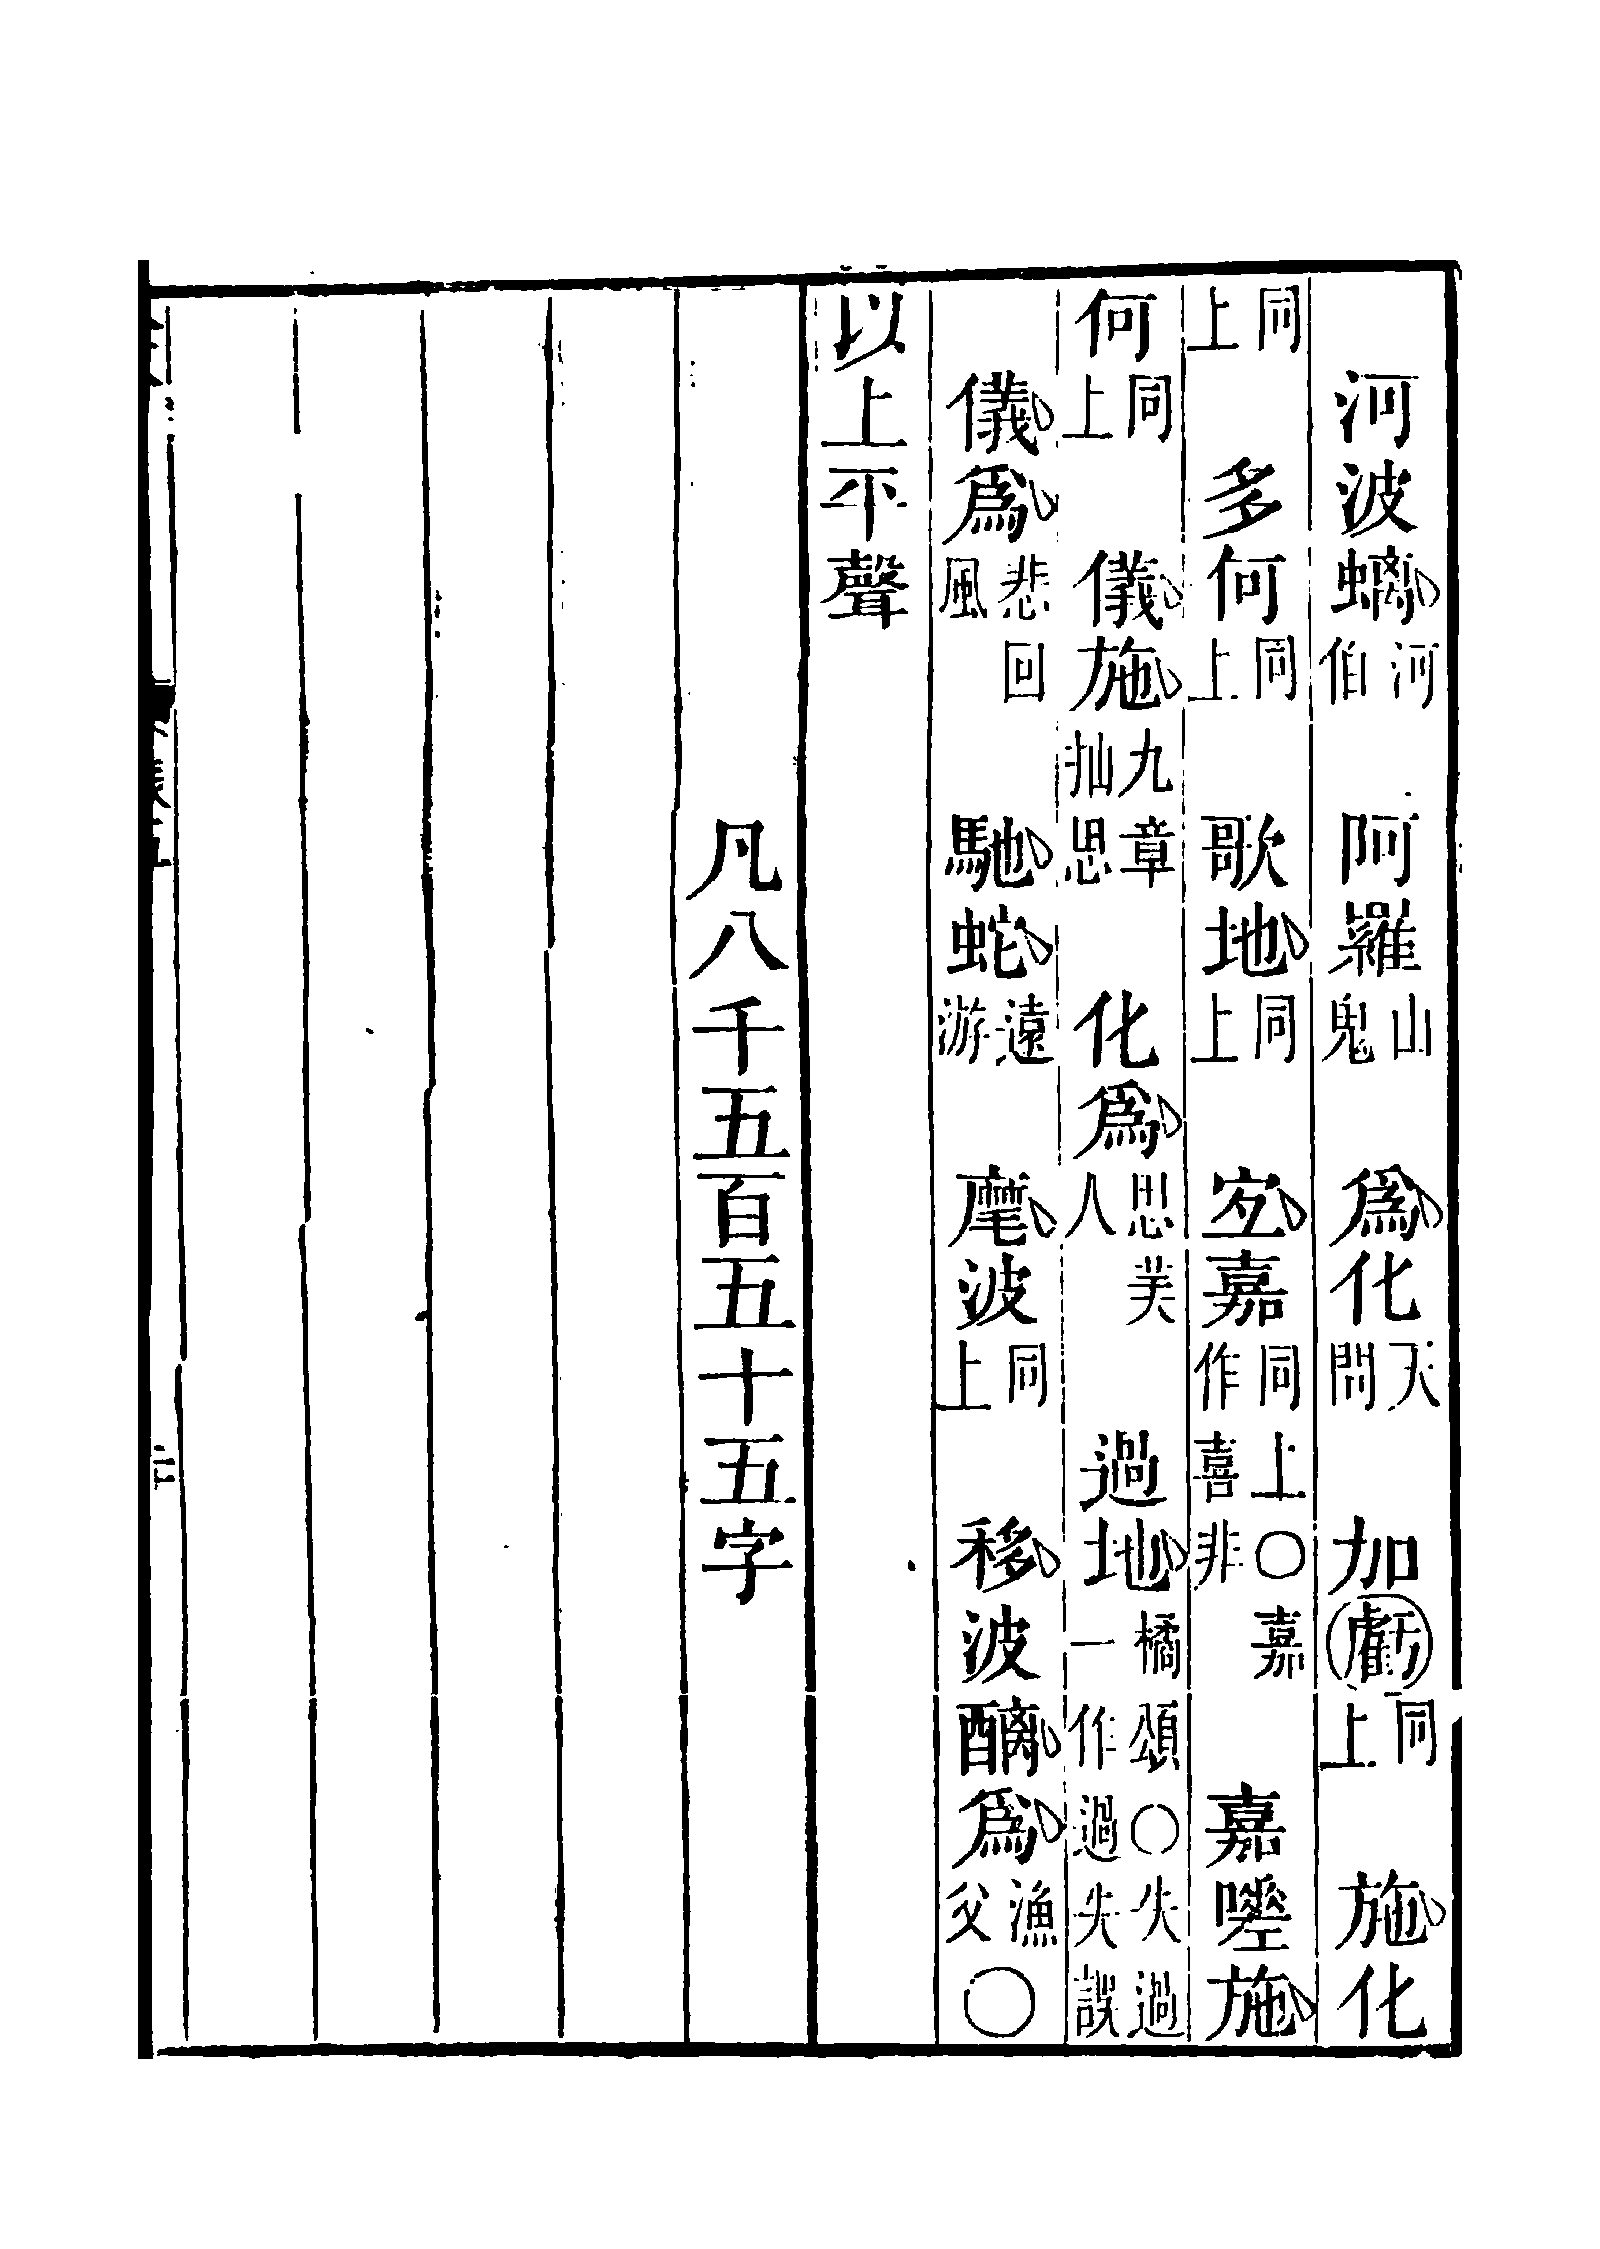 河波螭河伯　阿羅山鬼　爲化天問　加虧同上　施化
同上　多何同上　歌地同上　宐嘉同上○嘉作喜非　嘉嗟施
何同上　儀施九章抽思　化爲思美人　過地橘頌○失過一作過失誤
儀爲悲回風　馳蛇遠游　麾波同上　移波醨爲漁父○
以上平聲
凡八千五百五十五字